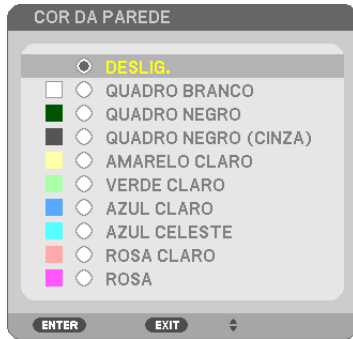 COR DA PAREDE
DESLIG.
QUADRO BRANCO
QUADRO NEGRO
QUADRO NEGRO (CINZA)
AMARELO CLARO
VERDE CLARO
AZUL CLARO
AZUL CELESTE
ROSA CLARO
ROSA
ENTER EXIT